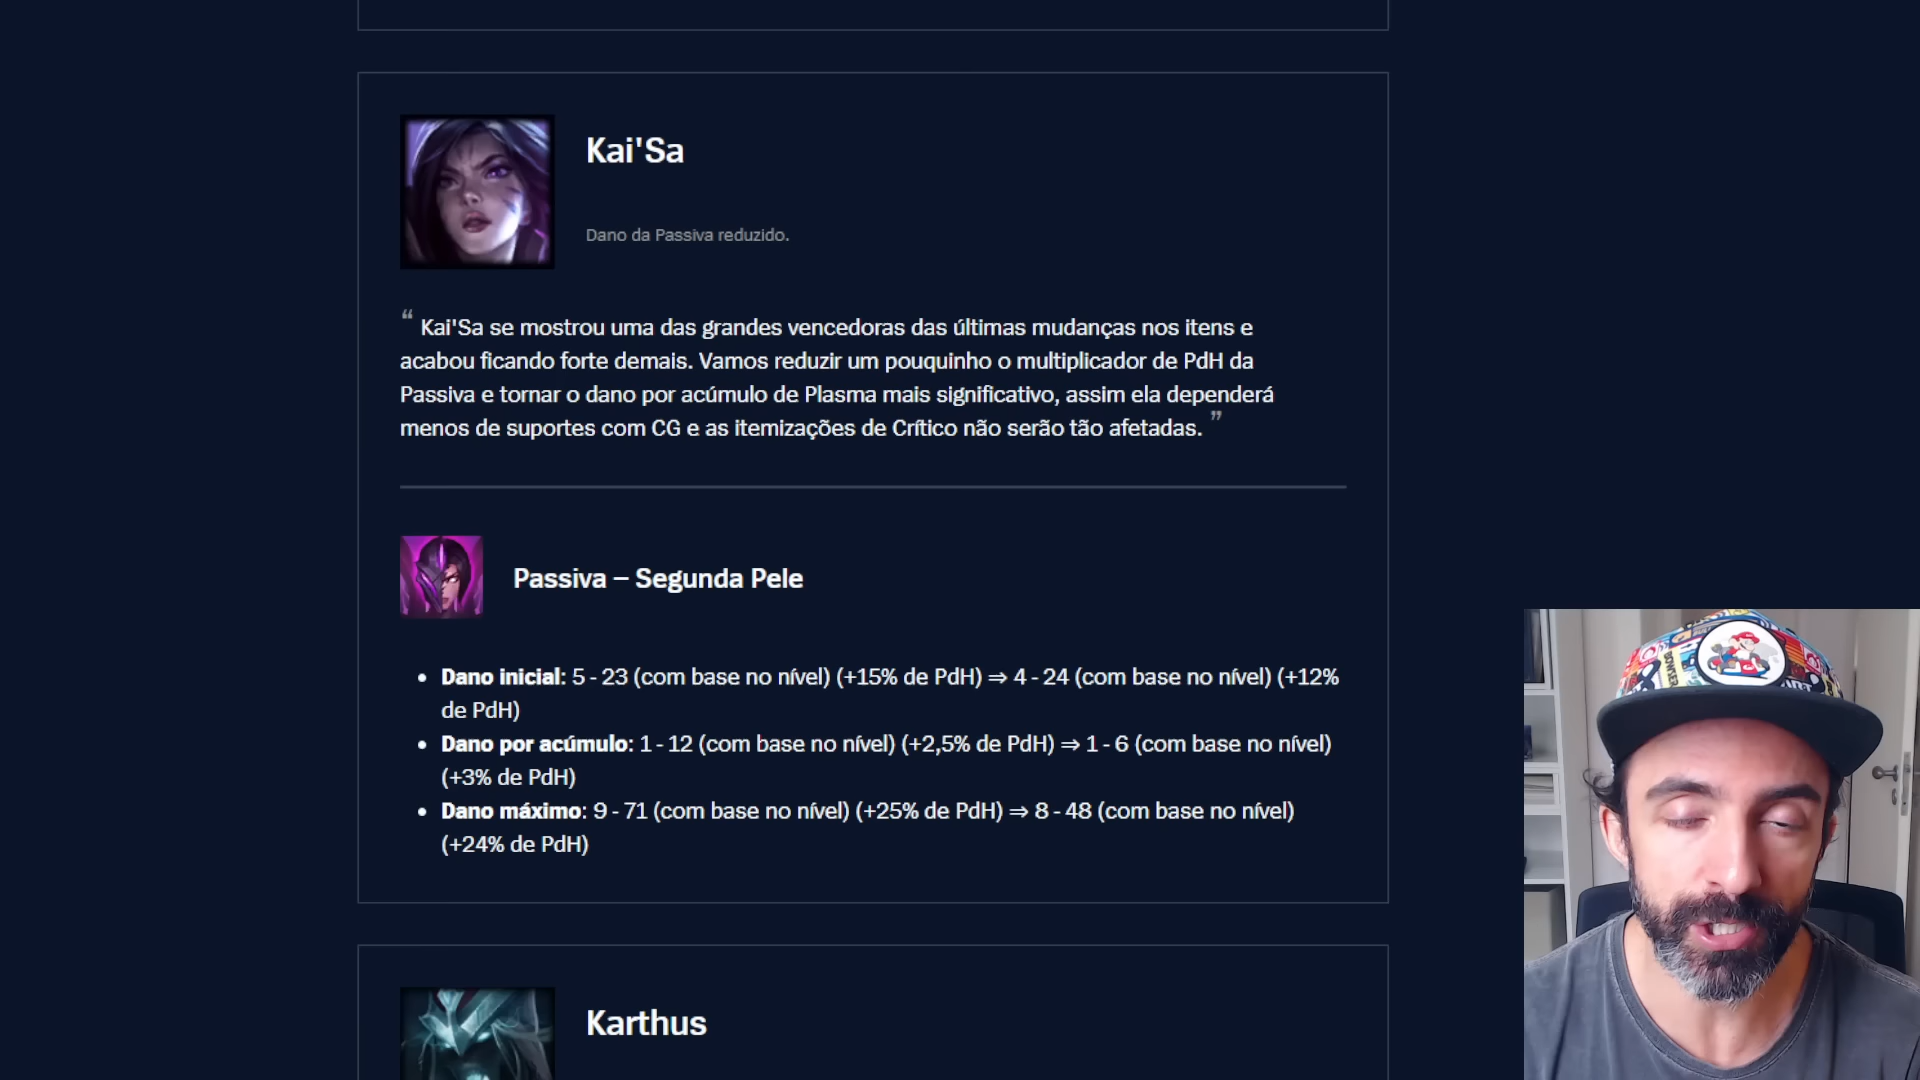 Kai'Sa
Dano da Passiva reduzido.
“ Kai'Sa se mostrou uma das grandes vencedoras das últimas mudanças nos itens e
acabou ficando forte demais. Vamos reduzir um pouquinho o multiplicador de PdH da
Passiva e tornar o dano por acúmulo de Plasma mais significativo, assim ela dependerá
menos de suportes com CG e as itemizações de Crítico não serão tão afetadas. ”
Passiva – Segunda Pele
• Dano inicial: 5 - 23 (com base no nível) (+15% de PdH) ⇒ 4 - 24 (com base no nível) (+12%
de PdH)
• Dano por acúmulo: 1 - 12 (com base no nível) (+2,5% de PdH) ⇒ 1 - 6 (com base no nível)
(+3% de PdH)
• Dano máximo: 9 - 71 (com base no nível) (+25% de PdH) ⇒ 8 - 48 (com base no nível)
(+24% de PdH)
Karthus